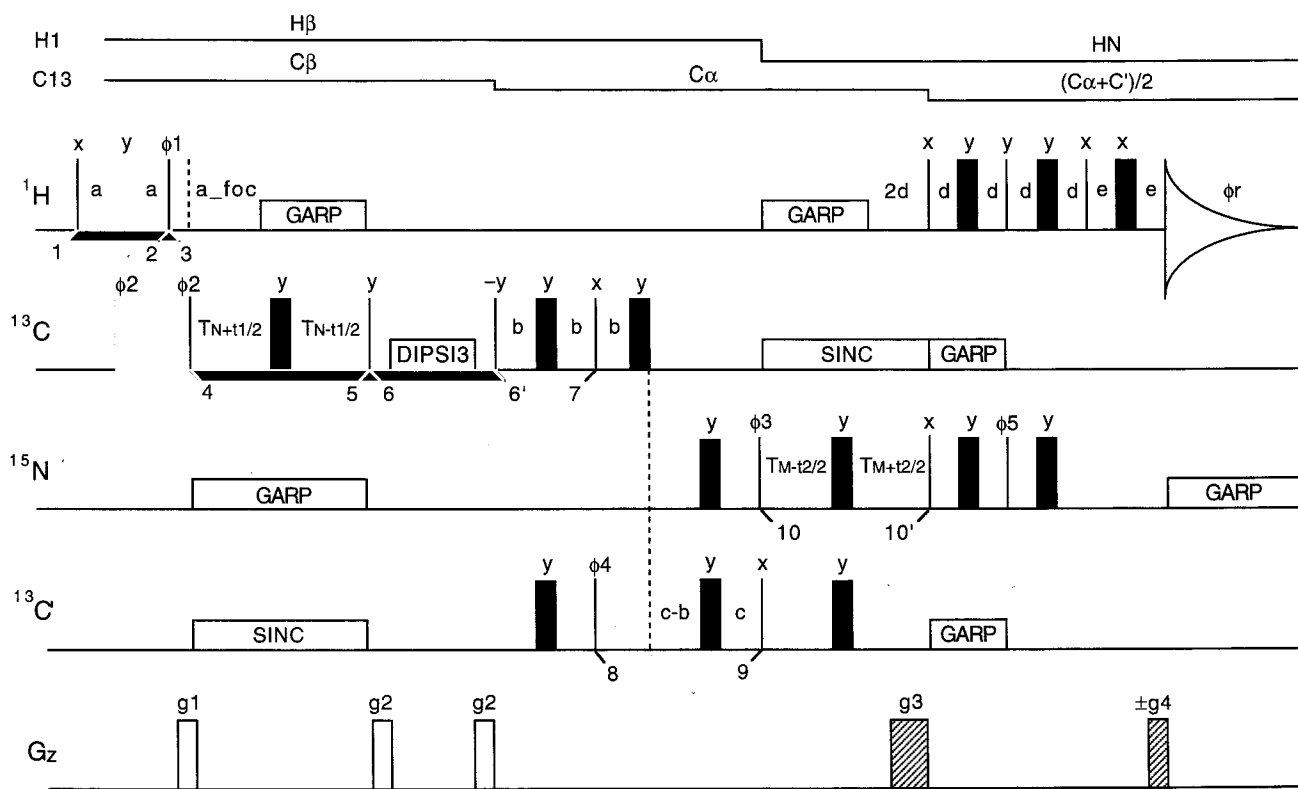 Hβ
H1
HN
Cβ
Cα
(Cα+C')/2
C13
x y ϕ1 x y y y x x
¹H a a a_foc GARP GARP 2d d d d d e e ϕr
1 2 3
ϕ2 ϕ2 y y −y y x y
¹³C TN+t1/2 TN-t1/2 DIPSI3 b b b SINC GARP
4 5 6 6' 7
y ϕ3 y x y ϕ5 y
¹⁵N GARP TM-t2/2 TM+t2/2 GARP
10 10'
y ϕ4 y x y
¹³C' SINC c-b c GARP
8 9
g1 g2 g2 g3 ±g4
Gz